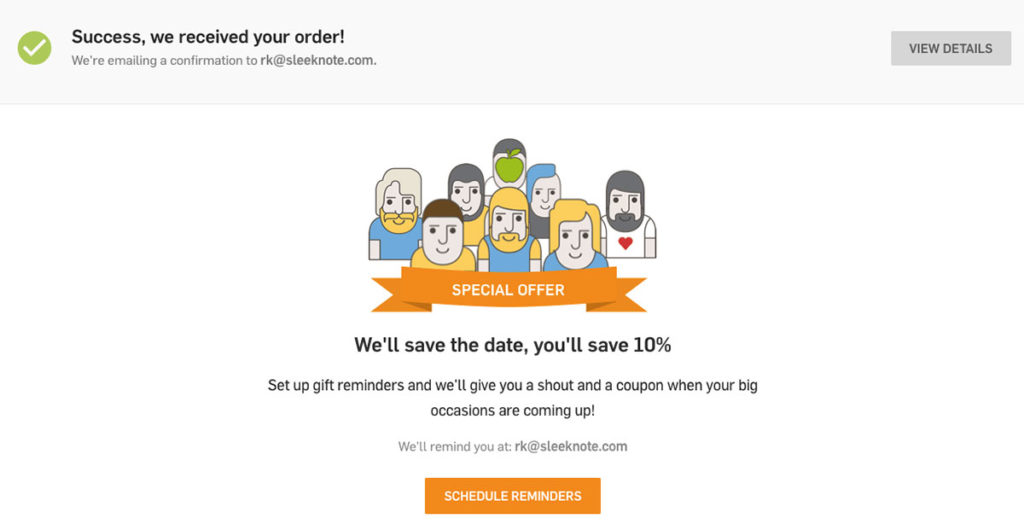 Success, we received your order!
We're emailing a confirmation to rk@sleeknote.com.
VIEW DETAILS
SPECIAL OFFER
We'll save the date, you'll save 10%
Set up gift reminders and we'll give you a shout and a coupon when your big
occasions are coming up!
We'll remind you at: rk@sleeknote.com
SCHEDULE REMINDERS